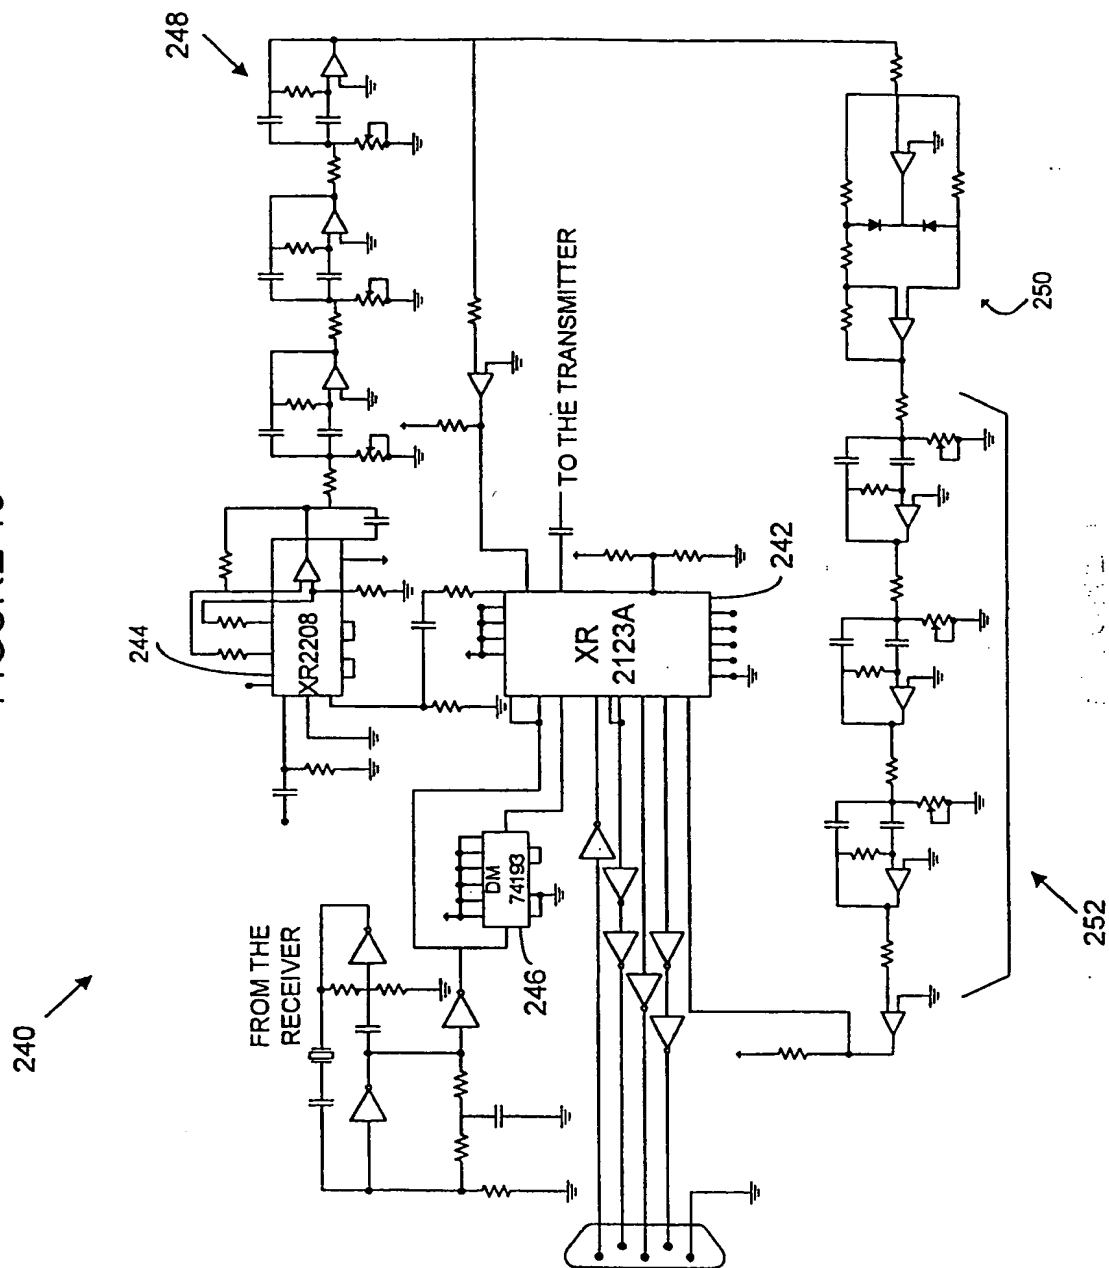 240
248
244
XR2208
TO THE TRANSMITTER
XR
2123A
242
FROM THE
RECEIVER
DM
74193
246
250
252